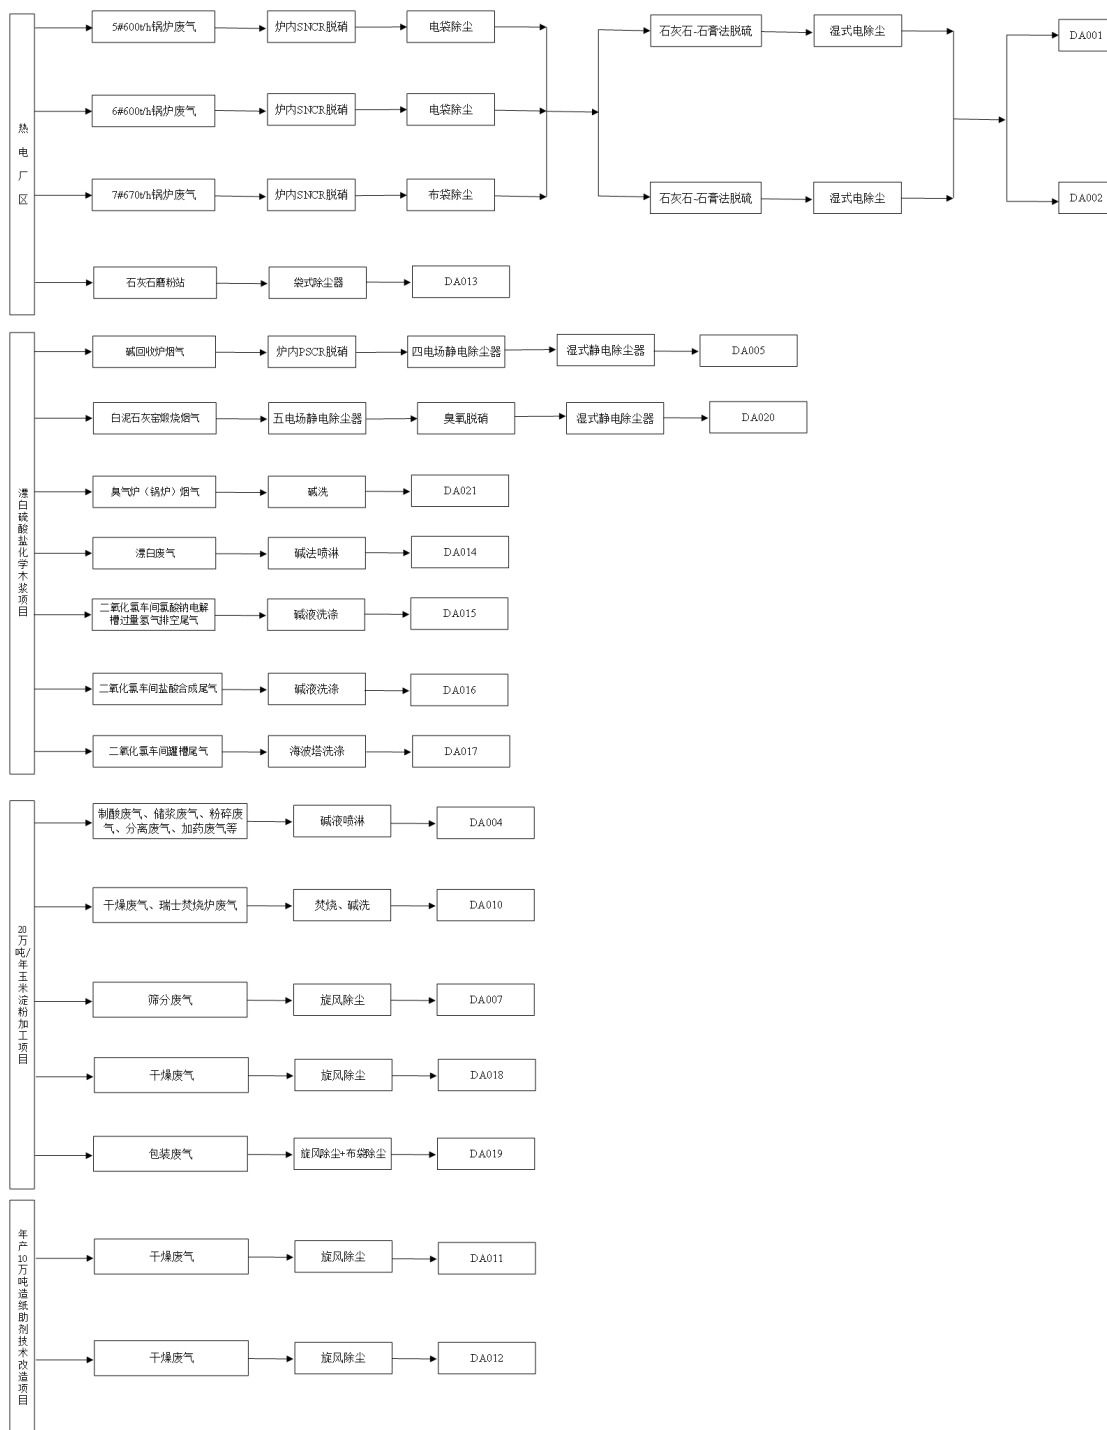 热电厂区
5#600t/h锅炉废气
炉内SNCR脱硝
电袋除尘
石灰石-石膏法脱硫
湿式电除尘
DA001
6#600t/h锅炉废气
炉内SNCR脱硝
电袋除尘
7#670t/h锅炉废气
炉内SNCR脱硝
布袋除尘
石灰石-石膏法脱硫
湿式电除尘
DA002
石灰石磨粉站
袋式除尘器
DA013
漂白硫酸盐化学木浆项目
碱回收炉烟气
炉内PSCR脱硝
四电场静电除尘器
湿式静电除尘器
DA005
白泥石灰窑煅烧烟气
五电场静电除尘器
臭氧脱硝
湿式静电除尘器
DA020
臭气炉（锅炉）烟气
碱洗
DA021
漂白废气
碱法喷淋
DA014
二氧化氯车间氯酸钠电解
槽过量氢气排空尾气
碱液洗涤
DA015
二氧化氯车间盐酸合成尾气
碱液洗涤
DA016
二氧化氯车间罐槽尾气
海波塔洗涤
DA017
20万吨/年玉米淀粉加工项目
制酸废气、储浆废气、粉碎废
气、分离废气、加药废气等
碱液喷淋
DA004
干燥废气、瑞士焚烧炉废气
焚烧、碱洗
DA010
筛分废气
旋风除尘
DA007
干燥废气
旋风除尘
DA018
包装废气
旋风除尘+布袋除尘
DA019
年产10万吨造纸助剂技术改造项目
干燥废气
旋风除尘
DA011
干燥废气
旋风除尘
DA012